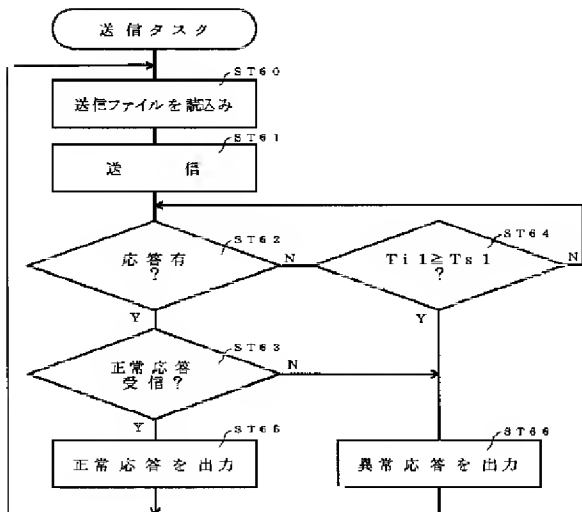 送信タスク
ST60
送信ファイルを読込み
ST61
送 信
ST62
応答有
?
N
ST64
Ti1≧Ts1
?
N
Y
Y
ST63
正常応答
受信?
N
Y
ST65
正常応答を出力
ST66
異常応答を出力